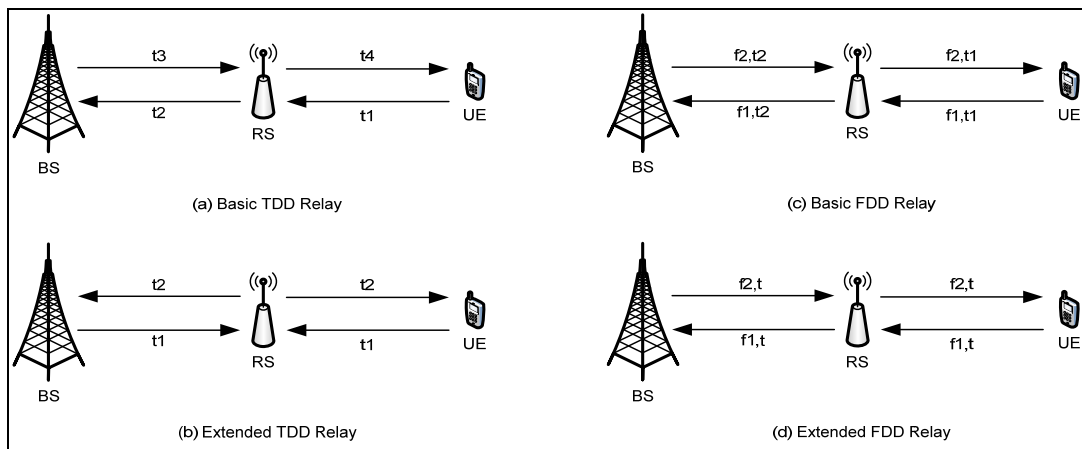 t3
t4
t2
t1
UE
RS
BS
(a) Basic TDD Relay
f2,t2
f2,t1
f1,t2
f1,t1
UE
RS
BS
(c) Basic FDD Relay
t2
t2
t1
t1
UE
RS
BS
(b) Extended TDD Relay
f2,t
f2,t
f1,t
f1,t
UE
RS
BS
(d) Extended FDD Relay